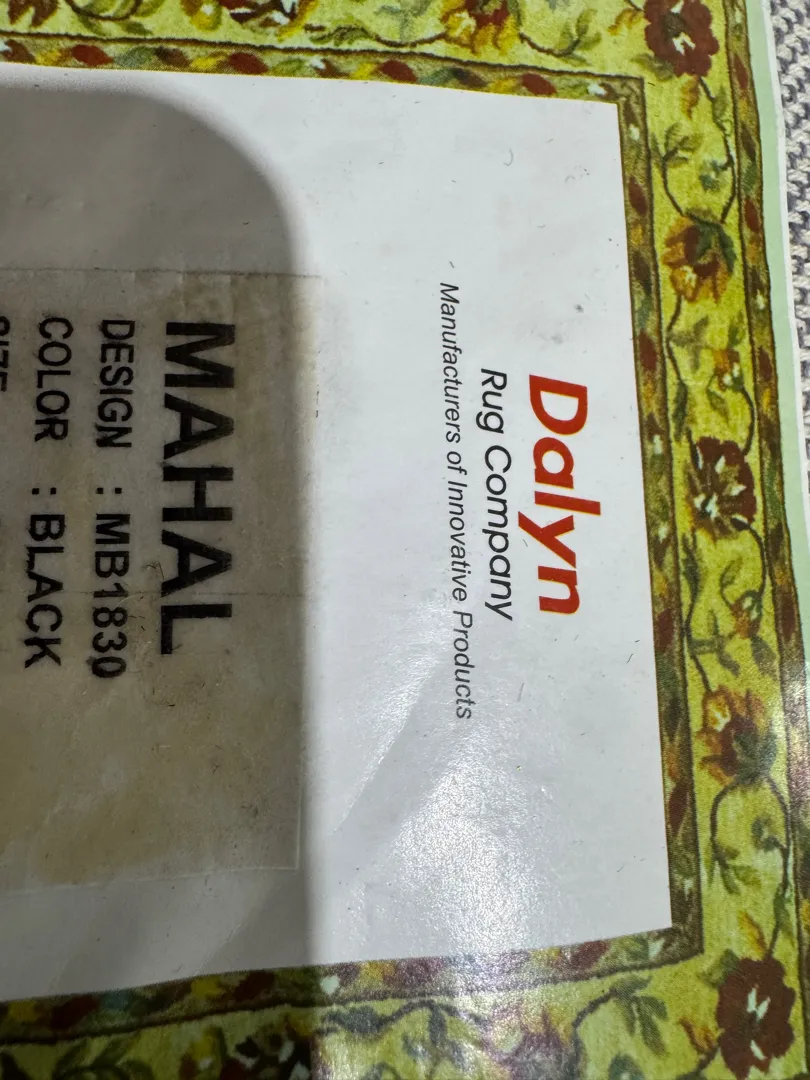 Dalyn
Rug Company
Manufacturers of Innovative Products
MAHAL
DESIGN : MB1830
COLOR : BLACK